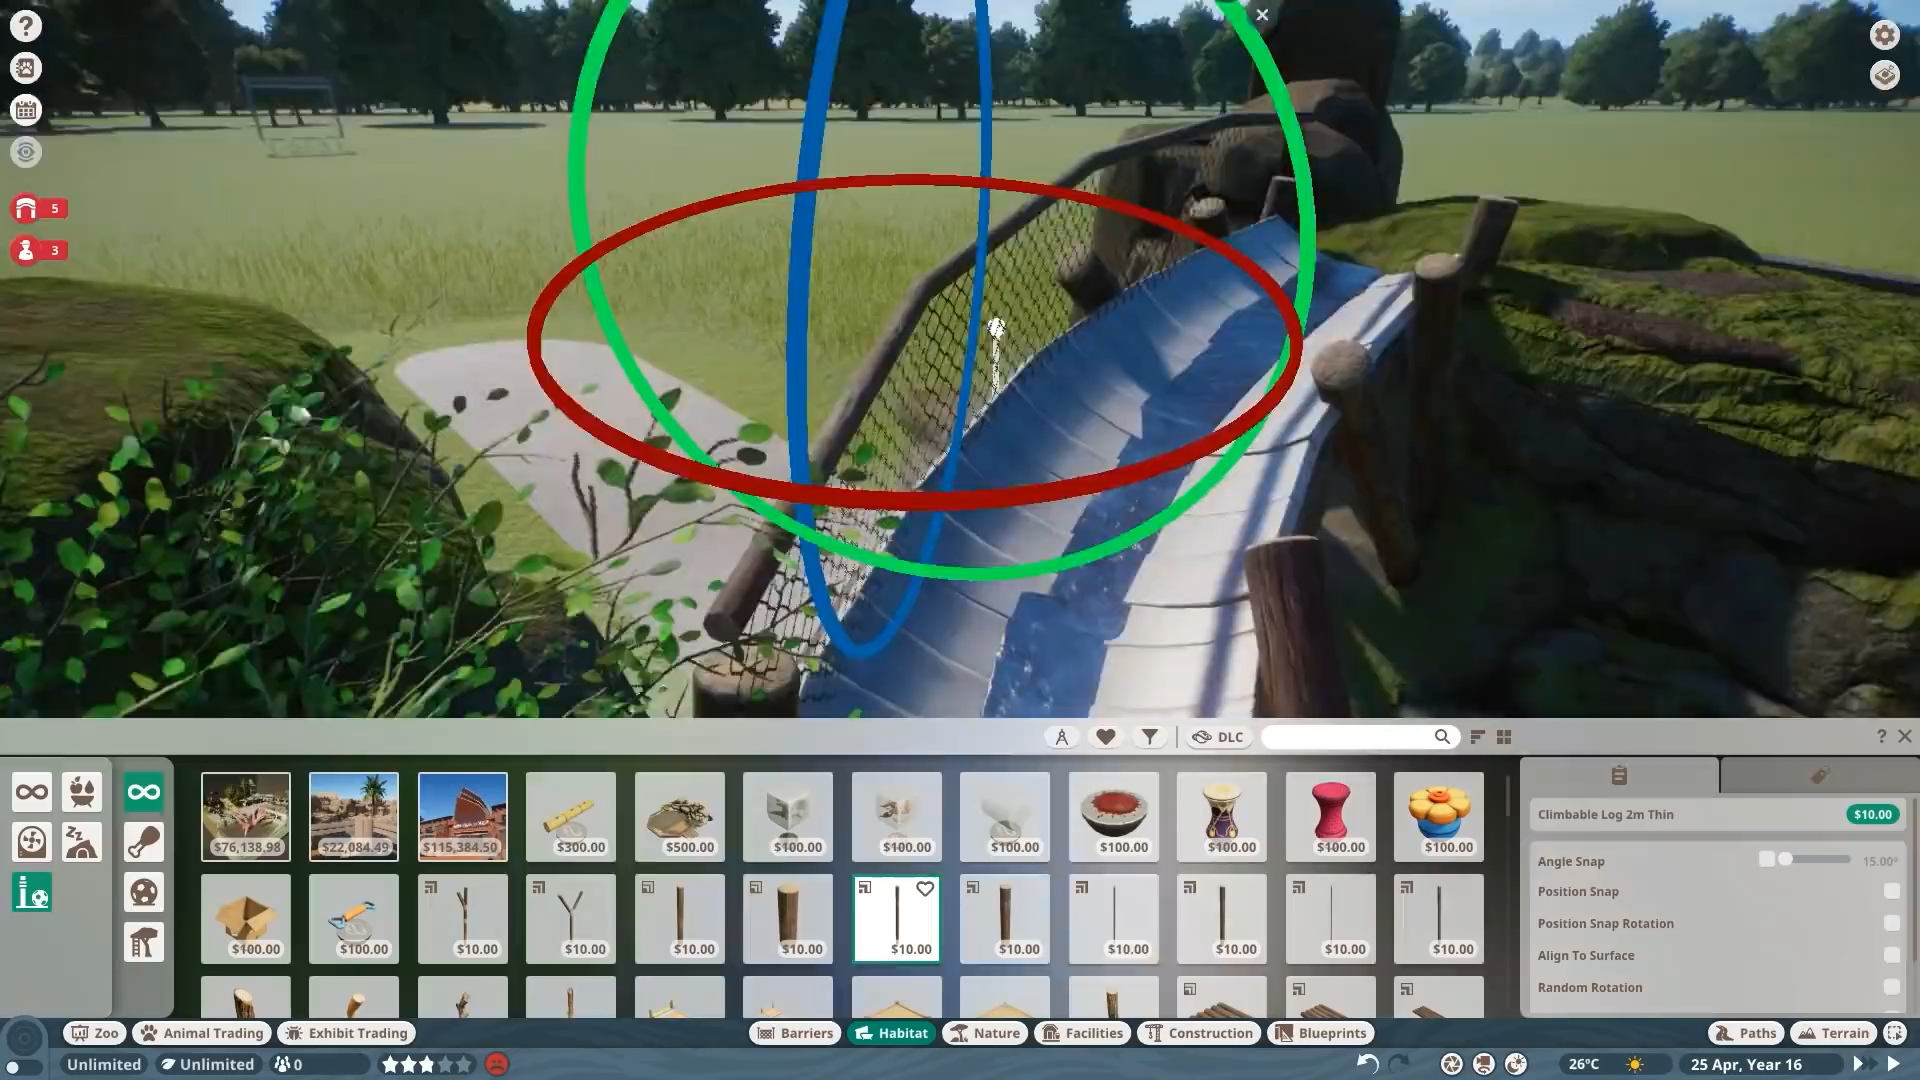 ?
5
3
DLC
?
$76,138.98
$22,084.49
$115,384.50
$300.00
$500.00
$100.00
$100.00
$100.00
$100.00
$100.00
$100.00
$100.00
$100.00
$100.00
$10.00
$10.00
$10.00
$10.00
$10.00
$10.00
$10.00
$10.00
$10.00
$10.00
Climbable Log 2m Thin
$10.00
Angle Snap
15.00°
Position Snap
Position Snap Rotation
Align To Surface
Random Rotation
Zoo
Animal Trading
Exhibit Trading
Barriers
Habitat
Nature
Facilities
Construction
Blueprints
Paths
Terrain
Unlimited
Unlimited
0
26°C
25 Apr, Year 16